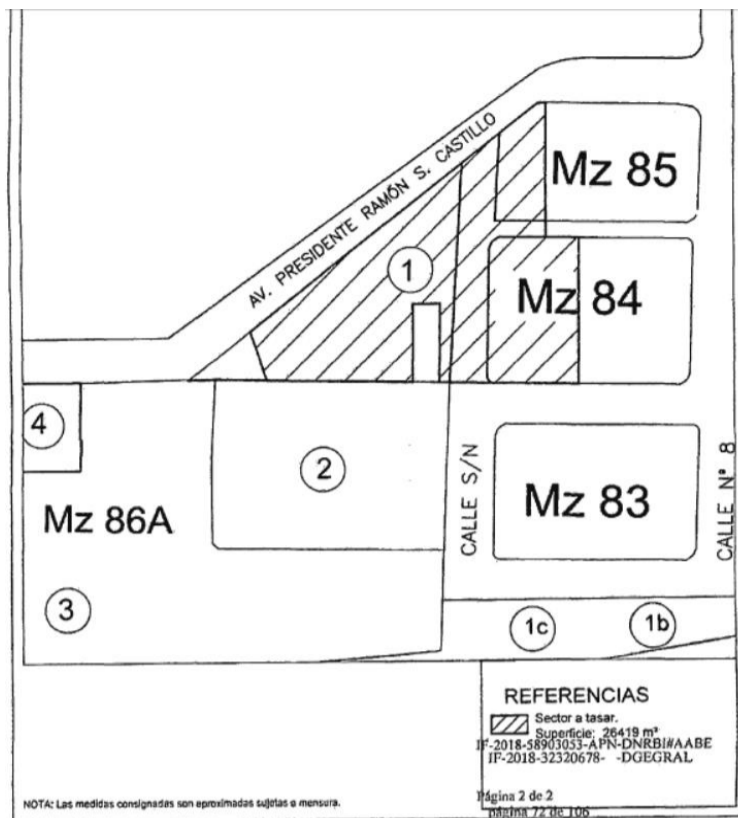 AV. PRESIDENTE RAMÓN S. CASTILLO
Mz 85
1
Mz 84
4
2
CALLE S/N
Mz 83
CALLE Nº 8
Mz 86A
3
1c
1b
REFERENCIAS
Sector a tasar.
Superficie: 26419 m²
IF-2018-58903053-APN-DNRBI#AABE
IF-2018-32320678- -DGEGRAL
Página 2 de 2
página 72 de 106
NOTA: Las medidas consignadas son aproximadas sujetas a mensura.